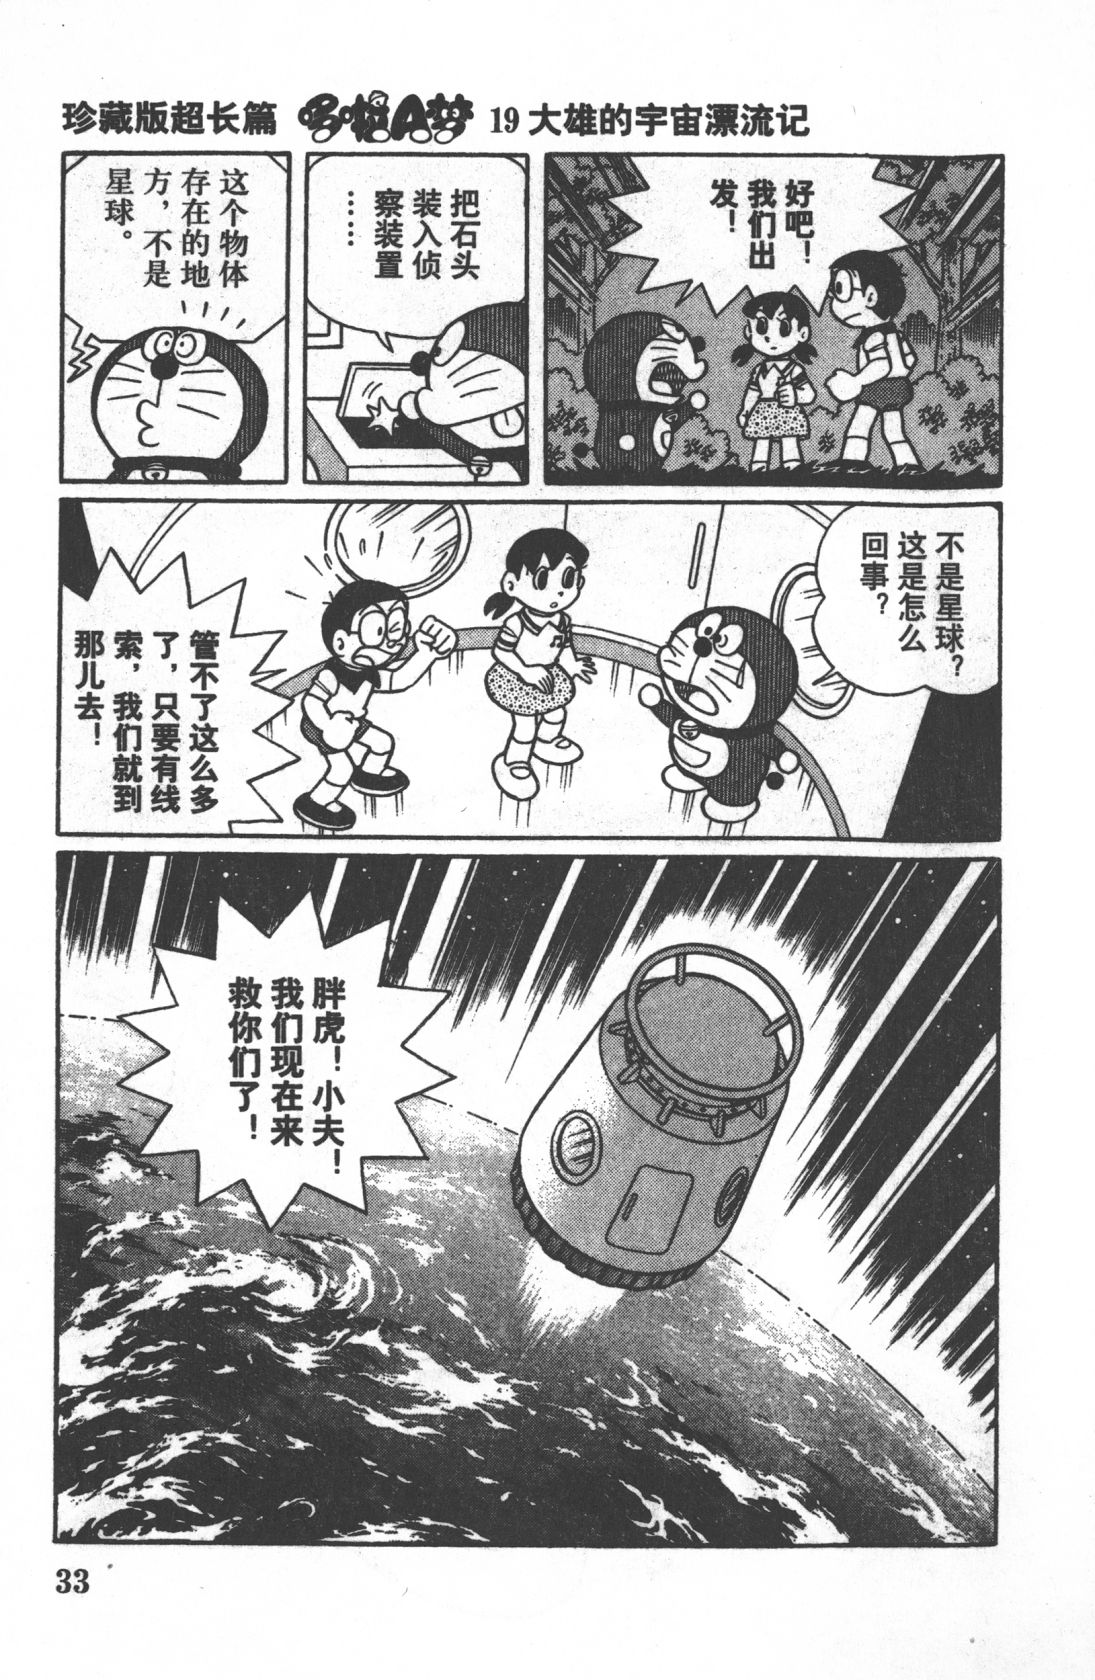 珍藏版超长篇 哆啦A梦 19 大雄的宇宙漂流记
好吧！
我们出
发！
把石头
装入侦
察装置
……
这个物体
存在的地
方，不是
星球。
不是星球？
这是怎么
回事？
管不了这么多
了，只要有线
索，我们就到
那儿去！
胖虎！小夫！
我们现在来
救你们了！
33